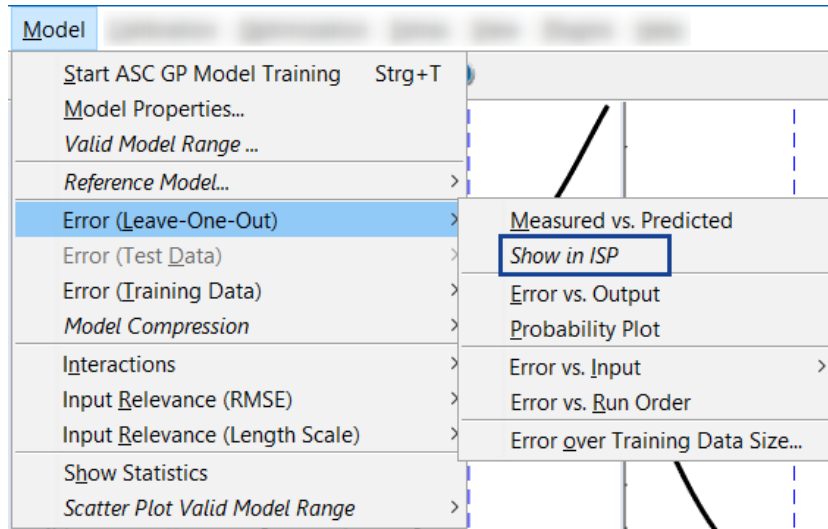 Model
Start ASC GP Model Training Strg+T
Model Properties...
Valid Model Range ...
Reference Model...
Error (Leave-One-Out)
Error (Test Data)
Error (Training Data)
Model Compression
Interactions
Input Relevance (RMSE)
Input Relevance (Length Scale)
Show Statistics
Scatter Plot Valid Model Range
Measured vs. Predicted
Show in ISP
Error vs. Output
Probability Plot
Error vs. Input
Error vs. Run Order
Error over Training Data Size...